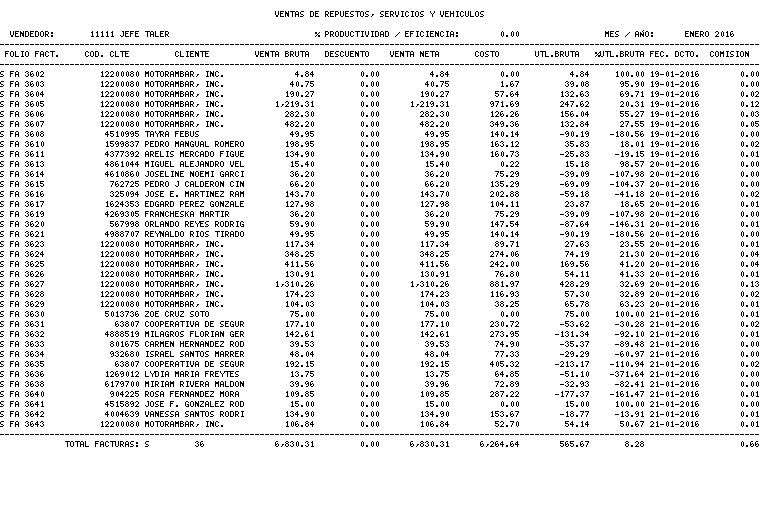 VENTAS DE REPUESTOS, SERVICIOS Y VEHICULOS
VENDEDOR: 11111 JEFE TALER % PRODUCTIVIDAD / EFICIENCIA: 0.00 MES / AÑO: ENERO 2016
FOLIO FACT. COD. CLTE CLIENTE VENTA BRUTA DESCUENTO VENTA NETA COSTO UTL.BRUTA %UTL.BRUTA FEC. DCTO. COMISION
S FA 3602 12200080 MOTORAMBAR, INC. 4.84 0.00 4.84 0.00 4.84 100.00 19-01-2016 0.00
S FA 3603 12200080 MOTORAMBAR, INC. 40.75 0.00 40.75 1.67 39.08 95.90 19-01-2016 0.00
S FA 3604 12200080 MOTORAMBAR, INC. 190.27 0.00 190.27 57.64 132.63 69.71 19-01-2016 0.02
S FA 3605 12200080 MOTORAMBAR, INC. 1,219.31 0.00 1,219.31 971.69 247.62 20.31 19-01-2016 0.12
S FA 3606 12200080 MOTORAMBAR, INC. 282.30 0.00 282.30 126.26 156.04 55.27 19-01-2016 0.03
S FA 3607 12200080 MOTORAMBAR, INC. 482.20 0.00 482.20 349.36 132.84 27.55 19-01-2016 0.05
S FA 3608 4510995 TAYRA FEBUS 49.95 0.00 49.95 140.14 -90.19 -180.56 19-01-2016 0.00
S FA 3610 1599837 PEDRO MANGUAL ROMERO 198.95 0.00 198.95 163.12 35.83 18.01 19-01-2016 0.02
S FA 3611 4377392 ARELIS MERCADO FIGUE 134.90 0.00 134.90 160.73 -25.83 -19.15 19-01-2016 0.01
S FA 3613 4861044 MIGUEL ALEJANDRO VEL 15.40 0.00 15.40 0.22 15.18 98.57 20-01-2016 0.00
S FA 3614 4610860 JOSELINE NOEMI GARCI 36.20 0.00 36.20 75.29 -39.09 -107.98 20-01-2016 0.00
S FA 3615 762725 PEDRO J CALDERON CIN 66.20 0.00 66.20 135.29 -69.09 -104.37 20-01-2016 0.00
S FA 3616 325094 JOSE E. MARTINEZ RAM 143.70 0.00 143.70 202.88 -59.18 -41.18 20-01-2016 0.02
S FA 3617 1624353 EDGARD PEREZ GONZALE 127.98 0.00 127.98 104.11 23.87 18.65 20-01-2016 0.01
S FA 3619 4269305 FRANCHESKA MARTIR 36.20 0.00 36.20 75.29 -39.09 -107.98 20-01-2016 0.00
S FA 3620 567998 ORLANDO REYES RODRIG 59.90 0.00 59.90 147.54 -87.64 -146.31 20-01-2016 0.01
S FA 3621 4988707 REYNALDO RIOS TIRADO 49.95 0.00 49.95 140.14 -90.19 -180.56 20-01-2016 0.00
S FA 3623 12200080 MOTORAMBAR, INC. 117.34 0.00 117.34 89.71 27.63 23.55 20-01-2016 0.01
S FA 3624 12200080 MOTORAMBAR, INC. 348.25 0.00 348.25 274.06 74.19 21.30 20-01-2016 0.04
S FA 3625 12200080 MOTORAMBAR, INC. 411.56 0.00 411.56 242.00 169.56 41.20 20-01-2016 0.04
S FA 3626 12200080 MOTORAMBAR, INC. 130.91 0.00 130.91 76.80 54.11 41.33 20-01-2016 0.01
S FA 3627 12200080 MOTORAMBAR, INC. 1,310.26 0.00 1,310.26 881.97 428.29 32.69 20-01-2016 0.13
S FA 3628 12200080 MOTORAMBAR, INC. 174.23 0.00 174.23 116.93 57.30 32.89 20-01-2016 0.02
S FA 3629 12200080 MOTORAMBAR, INC. 104.03 0.00 104.03 38.25 65.78 63.23 20-01-2016 0.01
S FA 3630 5013736 ZOE CRUZ SOTO 75.00 0.00 75.00 0.00 75.00 100.00 21-01-2016 0.01
S FA 3631 63807 COOPERATIVA DE SEGUR 177.10 0.00 177.10 230.72 -53.62 -30.28 21-01-2016 0.02
S FA 3632 4888519 MILAGROS FLORIAN GER 142.61 0.00 142.61 273.95 -131.34 -92.10 21-01-2016 0.01
S FA 3633 801675 CARMEN HERNANDEZ ROD 39.53 0.00 39.53 74.90 -35.37 -89.48 21-01-2016 0.00
S FA 3634 932680 ISRAEL SANTOS MARRER 48.04 0.00 48.04 77.33 -29.29 -60.97 21-01-2016 0.00
S FA 3635 63807 COOPERATIVA DE SEGUR 192.15 0.00 192.15 405.32 -213.17 -110.94 21-01-2016 0.02
S FA 3636 1269012 LYDIA MARIA FREYTES 13.75 0.00 13.75 64.85 -51.10 -371.64 21-01-2016 0.00
S FA 3638 6179700 MIRIAM RIVERA MALDON 39.96 0.00 39.96 72.89 -32.93 -82.41 21-01-2016 0.00
S FA 3640 904225 ROSA FERNANDEZ MORA 109.85 0.00 109.85 287.22 -177.37 -161.47 21-01-2016 0.01
S FA 3641 4515892 JOSE F. GONZALEZ ROD 15.00 0.00 15.00 0.00 15.00 100.00 21-01-2016 0.00
S FA 3642 4004639 VANESSA SANTOS RODRI 134.90 0.00 134.90 153.67 -18.77 -13.91 21-01-2016 0.01
S FA 3643 12200080 MOTORAMBAR, INC. 106.84 0.00 106.84 52.70 54.14 50.67 21-01-2016 0.01
TOTAL FACTURAS: S 36 6,830.31 0.00 6,830.31 6,264.64 565.67 8.28 0.66